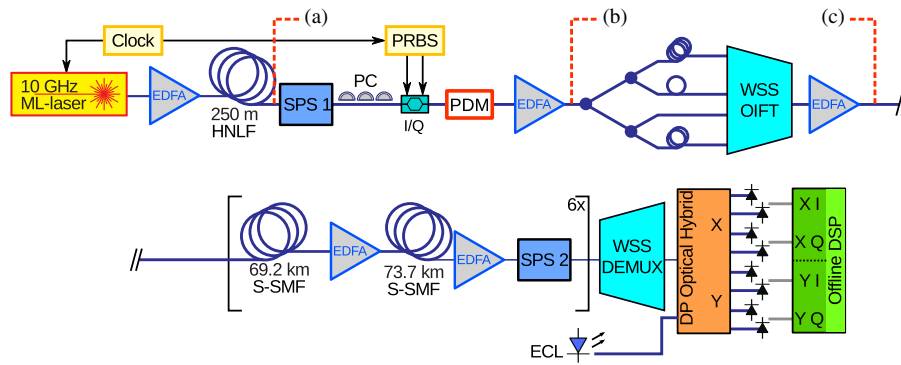 (a)
(b)
(c)
Clock
PRBS
10 GHz
ML-laser
EDFA
250 m
HNLF
SPS 1
PC
I/Q
PDM
EDFA
WSS
OIFT
EDFA
69.2 km
S-SMF
EDFA
73.7 km
S-SMF
EDFA
SPS 2
6x
WSS
DEMUX
DP Optical Hybrid
X
Y
ECL
X I
X Q
Y I
Y Q
Offline DSP